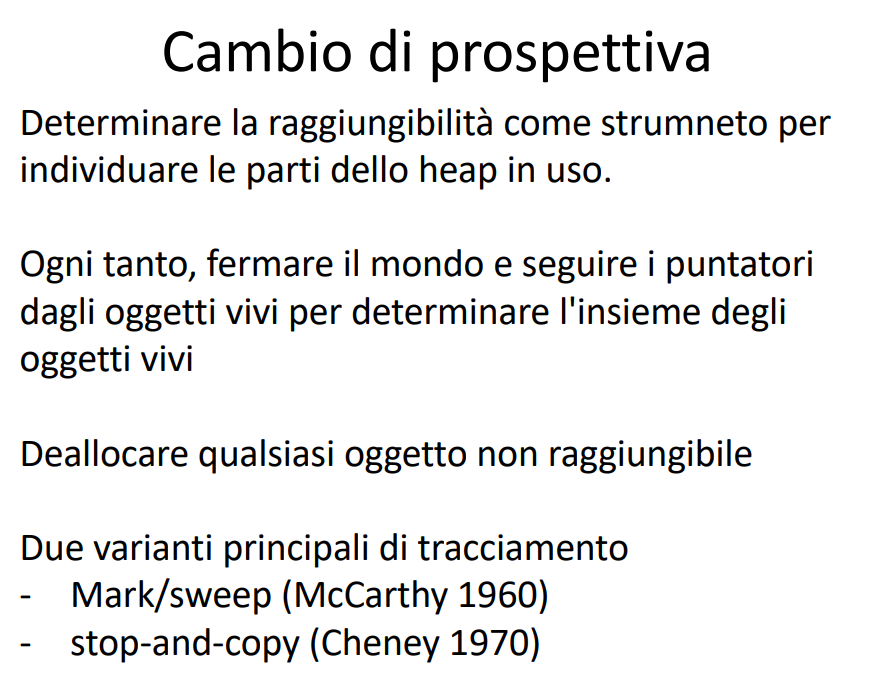 Cambio di prospettiva
Determinare la raggiungibilità come strumneto per
individuare le parti dello heap in uso.
Ogni tanto, fermare il mondo e seguire i puntatori
dagli oggetti vivi per determinare l'insieme degli
oggetti vivi
Deallocare qualsiasi oggetto non raggiungibile
Due varianti principali di tracciamento
- Mark/sweep (McCarthy 1960)
- stop-and-copy (Cheney 1970)